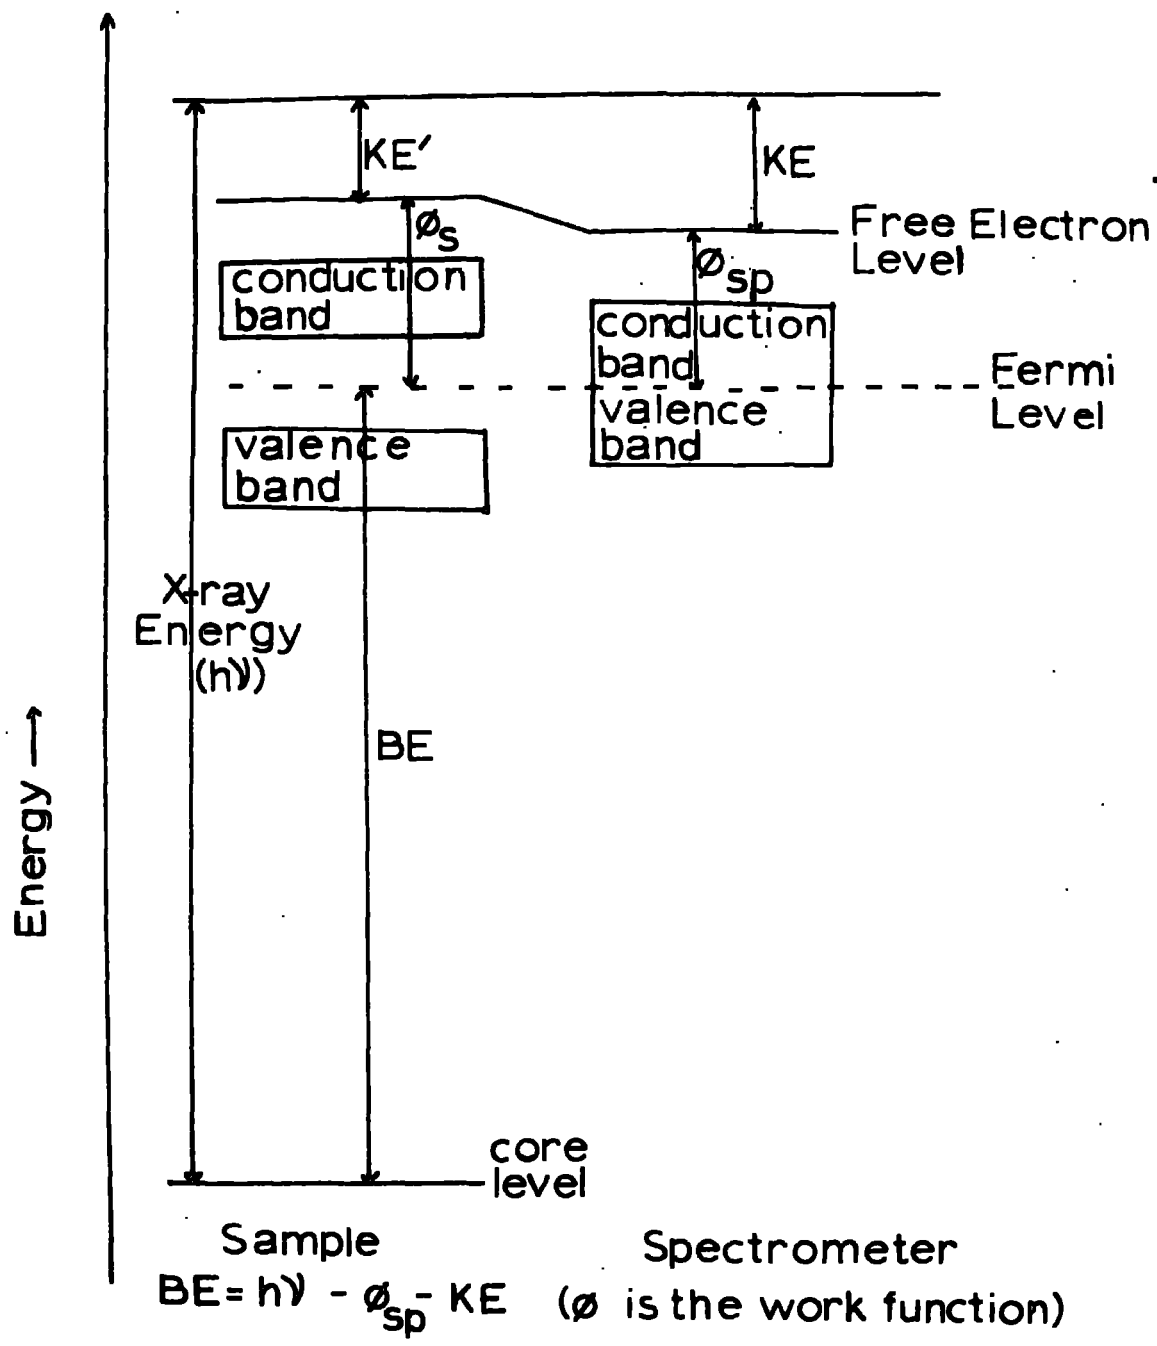 KE′
KE
øs
Free Electron
Level
øsp
conduction
band
conduction
band
Fermi
Level
valence
band
valence
band
X-ray
Energy
(hν)
BE
Energy →
core
level
Sample
Spectrometer
BE = hν - øsp - KE (ø is the work function)